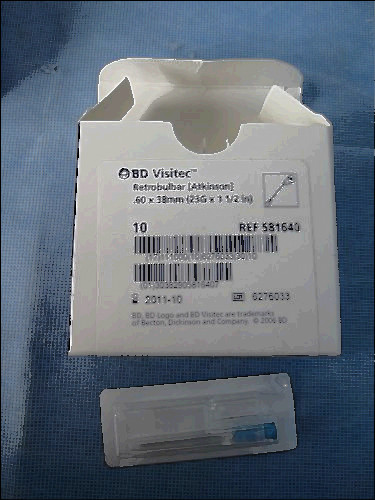 BD Visitec™
Retrobulbar [Atkinson]
.60 x 38mm (23G x 1 1/2 in)
10 REF 581640
2011-10 LOT 6276033
BD, BD Logo and BD Visitec are trademarks
of Becton, Dickinson and Company. © 2006 BD